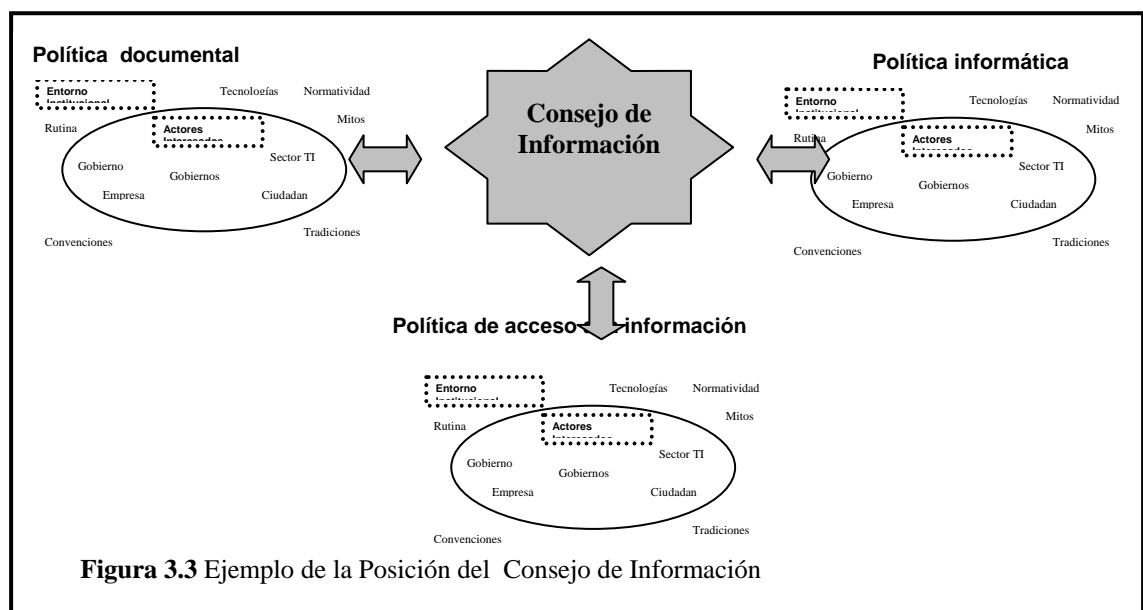 Política documental
Entorno
Tecnologías Normatividad
Rutina
Mitos
Actores
Sector TI
Gobierno
Gobiernos
Empresa
Ciudadan
Convenciones
Tradiciones
Consejo de
Información
Política informática
Entorno
Tecnologías Normatividad
Rutina
Mitos
Actores
Sector TI
Gobierno
Gobiernos
Empresa
Ciudadan
Convenciones
Tradiciones
Política de acceso información
Entorno
Tecnologías Normatividad
Rutina
Mitos
Actores
Sector TI
Gobierno
Gobiernos
Empresa
Ciudadan
Convenciones
Tradiciones
Figura 3.3 Ejemplo de la Posición del Consejo de Información